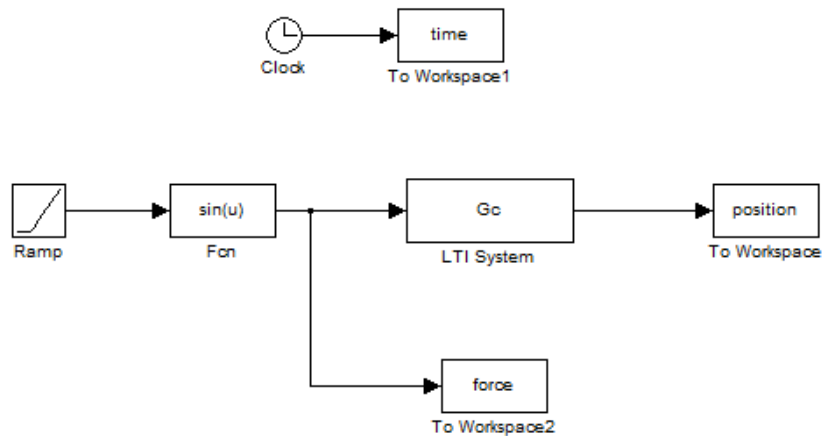 time
Clock
To Workspace1
sin(u)
Gc
position
Ramp
Fcn
LTI System
To Workspace
force
To Workspace2